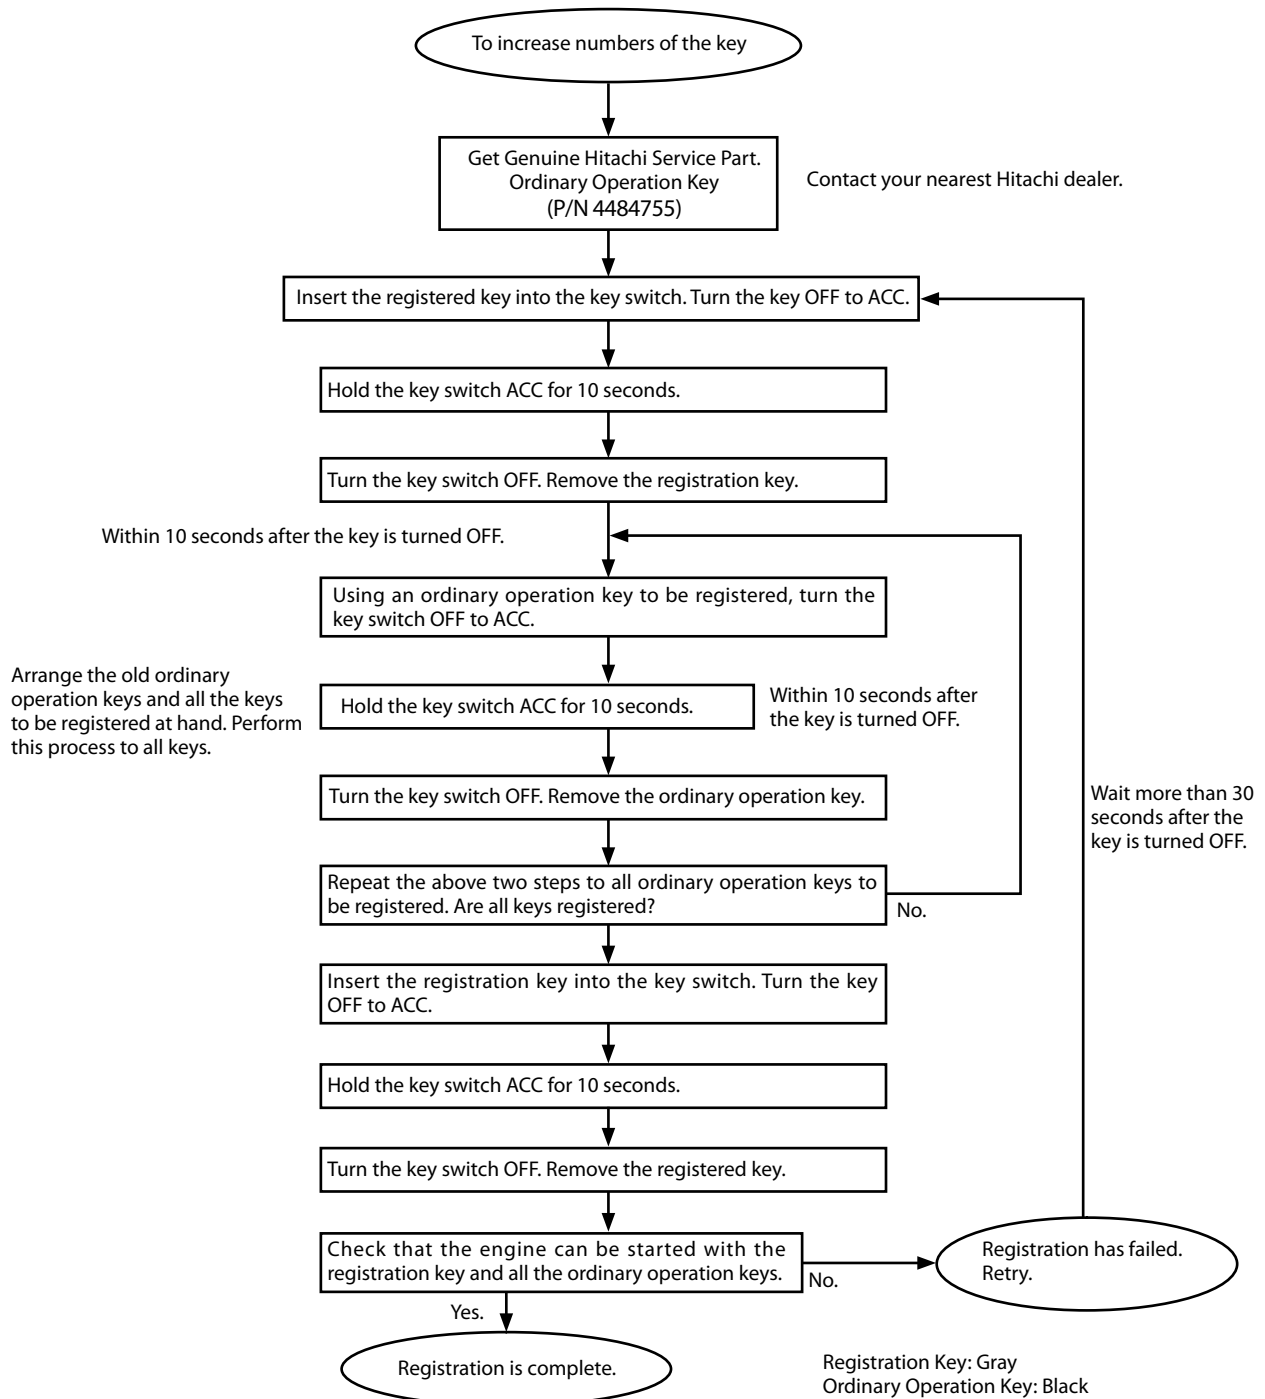 To increase numbers of the key
Get Genuine Hitachi Service Part.
Ordinary Operation Key
(P/N 4484755)
Contact your nearest Hitachi dealer.
Insert the registered key into the key switch. Turn the key OFF to ACC.
Hold the key switch ACC for 10 seconds.
Turn the key switch OFF. Remove the registration key.
Within 10 seconds after the key is turned OFF.
Using an ordinary operation key to be registered, turn the
key switch OFF to ACC.
Arrange the old ordinary
operation keys and all the keys
to be registered at hand. Perform
this process to all keys.
Hold the key switch ACC for 10 seconds.
Within 10 seconds after
the key is turned OFF.
Turn the key switch OFF. Remove the ordinary operation key.
Wait more than 30
seconds after the
key is turned OFF.
Repeat the above two steps to all ordinary operation keys to
be registered. Are all keys registered?
No.
Insert the registration key into the key switch. Turn the key
OFF to ACC.
Hold the key switch ACC for 10 seconds.
Turn the key switch OFF. Remove the registered key.
Check that the engine can be started with the
registration key and all the ordinary operation keys.
No.
Registration has failed.
Retry.
Yes.
Registration is complete.
Registration Key: Gray
Ordinary Operation Key: Black